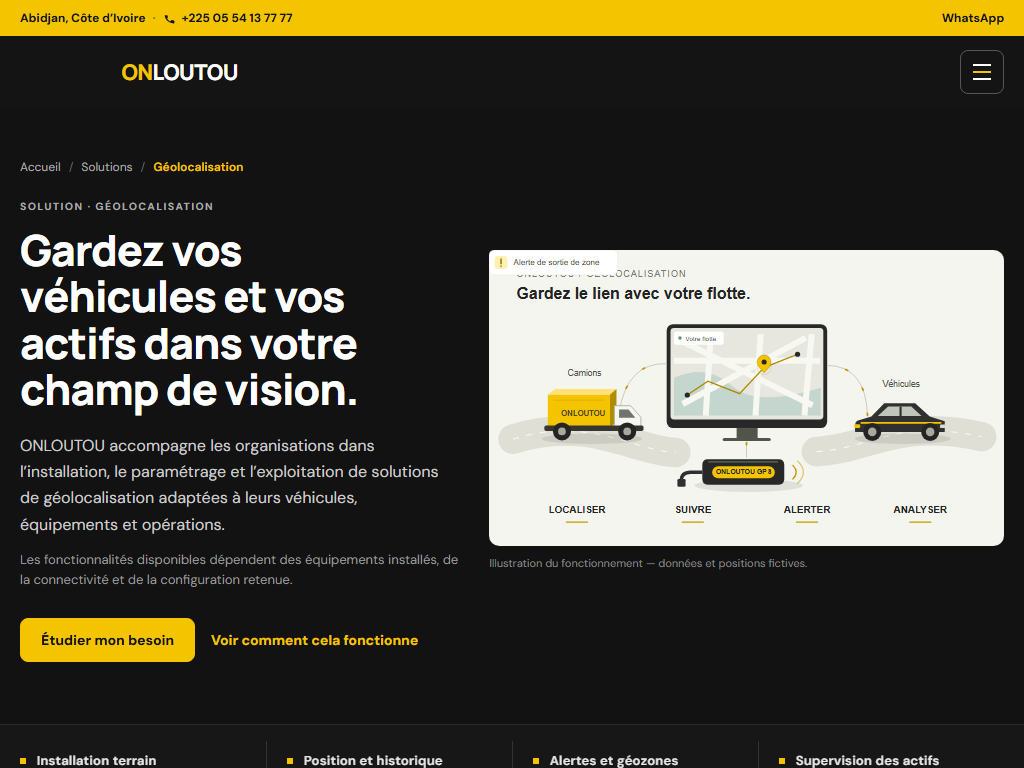 Abidjan, Côte d’Ivoire · +225 05 54 13 77 77
WhatsApp
ONLOUTOU
Accueil / Solutions / Géolocalisation
SOLUTION · GÉOLOCALISATION
Gardez vos
véhicules et vos
actifs dans votre
champ de vision.
ONLOUTOU accompagne les organisations dans
l’installation, le paramétrage et l’exploitation de solutions
de géolocalisation adaptées à leurs véhicules,
équipements et opérations.
Les fonctionnalités disponibles dépendent des équipements installés, de
la connectivité et de la configuration retenue.
Étudier mon besoin
Voir comment cela fonctionne
! Alerte de sortie de zone
ONLOUTOU / GÉOLOCALISATION
Gardez le lien avec votre flotte.
Votre flotte
Camions
Véhicules
ONLOUTOU
ONLOUTOU GPS
LOCALISER SUIVRE ALERTER ANALYSER
Illustration du fonctionnement — données et positions fictives.
Installation terrain
Position et historique
Alertes et géozones
Supervision des actifs